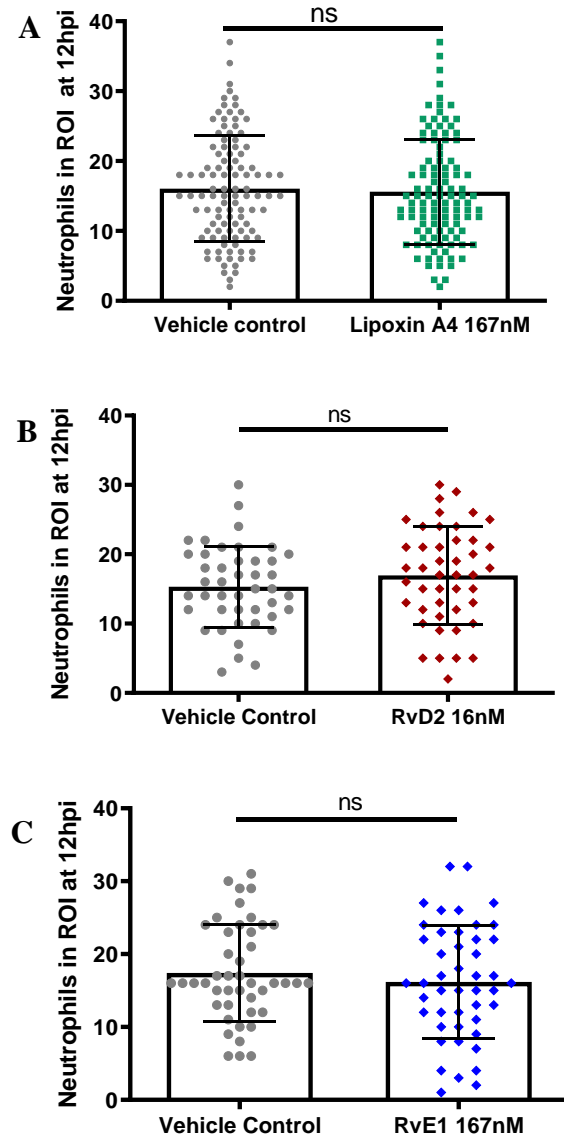 A
ns
Neutrophils in ROI at 12hpi
40
30
20
10
0
Vehicle control
Lipoxin A4 167nM
B
ns
Neutrophils in ROI at 12hpi
40
30
20
10
0
Vehicle Control
RvD2 16nM
C
ns
Neutrophils in ROI at 12hpi
40
30
20
10
0
Vehicle Control
RvE1 167nM